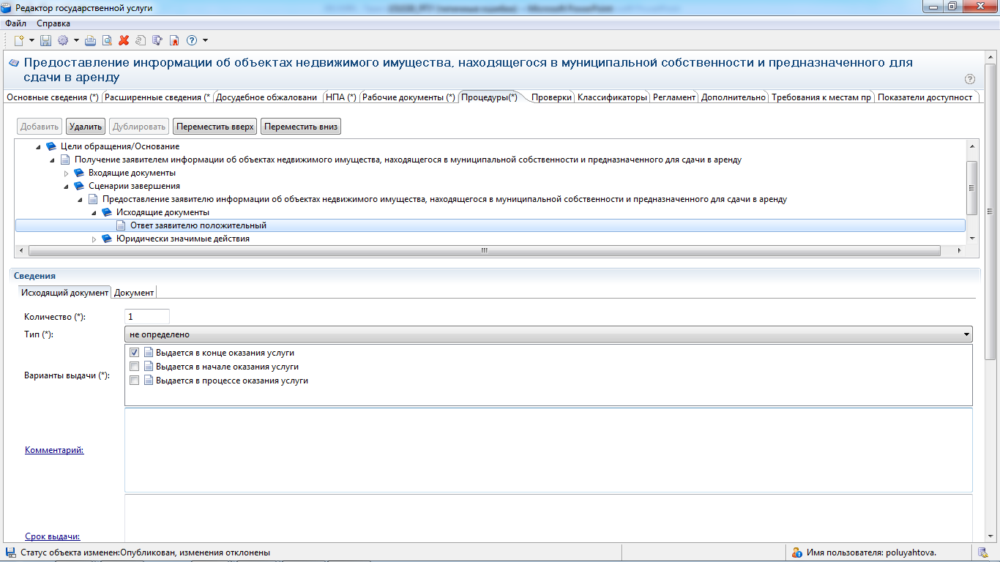 Редактор государственной услуги
Файл Справка
Предоставление информации об объектах недвижимого имущества, находящегося в муниципальной собственности и предназначенного для
сдачи в аренду
Основные сведения (*) Расширенные сведения (* Досудебное обжаловани НПА (*) Рабочие документы (*) Процедуры(*) Проверки Классификаторы Регламент Дополнительно Требования к местам пр Показатели доступност
Добавить Удалить Дублировать Переместить вверх Переместить вниз
Цели обращения/Основание
Получение заявителем информации об объектах недвижимого имущества, находящегося в муниципальной собственности и предназначенного для сдачи в аренду
Входящие документы
Сценарии завершения
Предоставление заявителю информации об объектах недвижимого имущества, находящегося в муниципальной собственности и предназначенного для сдачи в аренду
Исходящие документы
Ответ заявителю положительный
Юридически значимые действия
Сведения
Исходящий документ Документ
Количество (*): 1
Тип (*): не определено
Варианты выдачи (*):
Выдается в конце оказания услуги
Выдается в начале оказания услуги
Выдается в процессе оказания услуги
Комментарий:
Срок выдачи:
Статус объекта изменен:Опубликован, изменения отклонены Имя пользователя: poluyahtova.